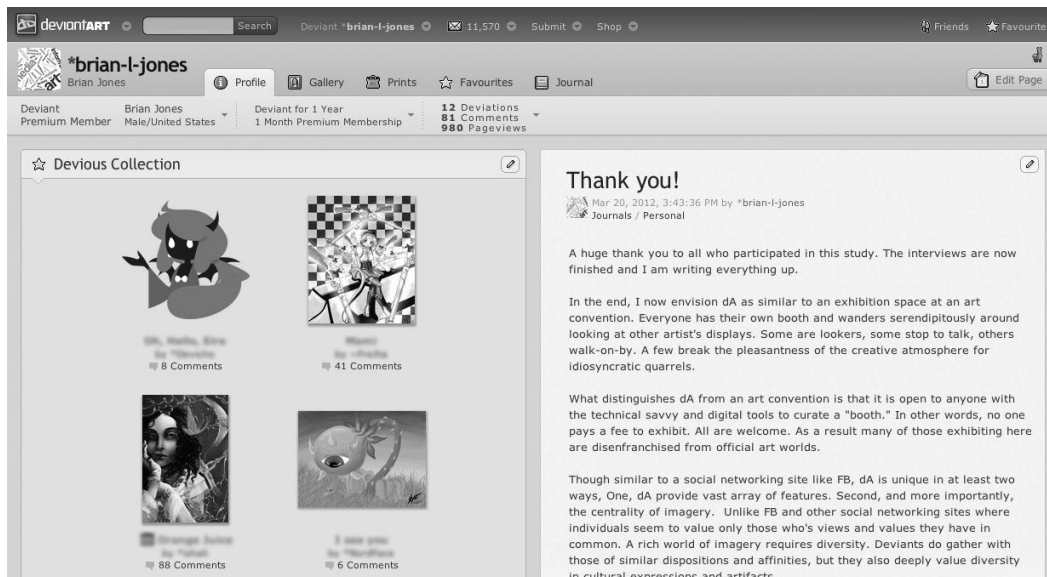 deviantART
Search
Deviant *brian-l-jones
11,570
Submit
Shop
Friends
Favourite
*brian-l-jones
Brian Jones
Profile
Gallery
Prints
Favourites
Journal
Edit Page
Deviant
Premium Member
Brian Jones
Male/United States
Deviant for 1 Year
1 Month Premium Membership
12 Deviations
81 Comments
980 Pageviews
Devious Collection
8 Comments
41 Comments
88 Comments
6 Comments
Thank you!
Mar 20, 2012, 3:43:36 PM by *brian-l-jones
Journals / Personal
A huge thank you to all who participated in this study. The interviews are now
finished and I am writing everything up.
In the end, I now envision dA as similar to an exhibition space at an art
convention. Everyone has their own booth and wanders serendipitously around
looking at other artist's displays. Some are lookers, some stop to talk, others
walk-on-by. A few break the pleasantness of the creative atmosphere for
idiosyncratic quarrels.
What distinguishes dA from an art convention is that it is open to anyone with
the technical savvy and digital tools to curate a "booth." In other words, no one
pays a fee to exhibit. All are welcome. As a result many of those exhibiting here
are disenfranchised from official art worlds.
Though similar to a social networking site like FB, dA is unique in at least two
ways, One, dA provide vast array of features. Second, and more importantly,
the centrality of imagery. Unlike FB and other social networking sites where
individuals seem to value only those who's views and values they have in
common. A rich world of imagery requires diversity. Deviants do gather with
those of similar dispositions and affinities, but they also deeply value diversity
in cultural expressions and artifacts